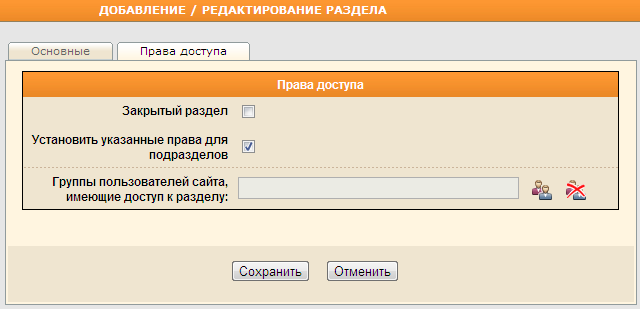 ДОБАВЛЕНИЕ / РЕДАКТИРОВАНИЕ РАЗДЕЛА
Основные Права доступа
Права доступа
Закрытый раздел
Установить указанные права для
подразделов
Группы пользователей сайта,
имеющие доступ к разделу:
Сохранить Отменить